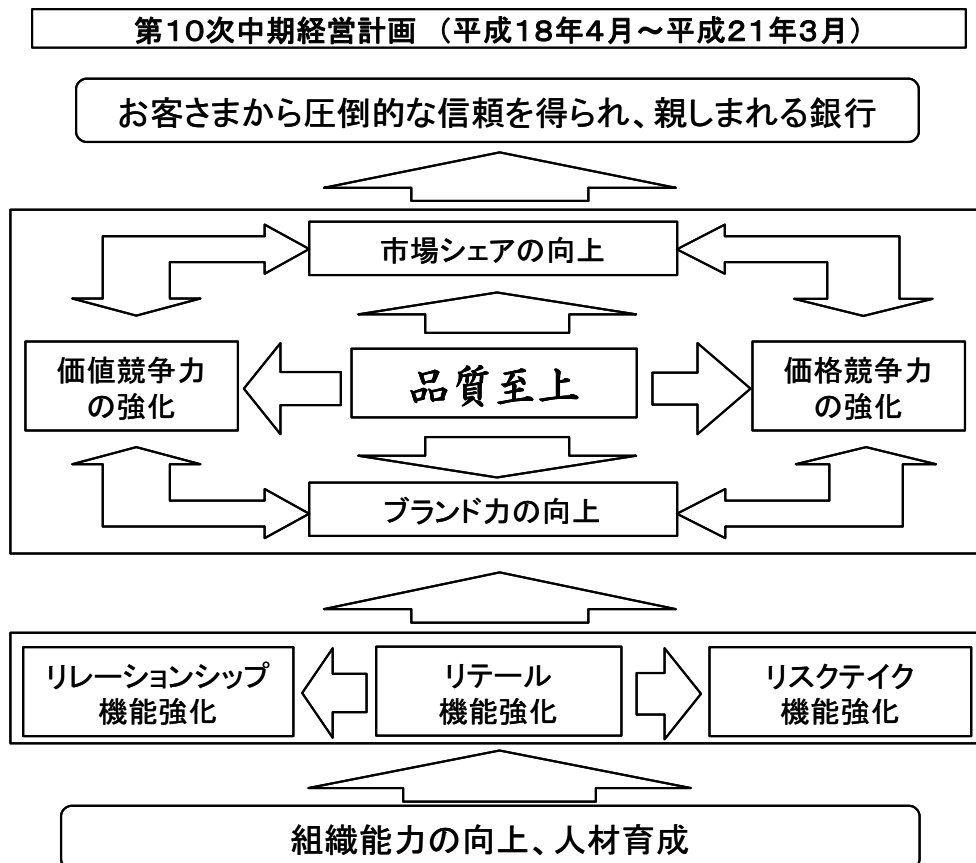 第10次中期経営計画 (平成18年4月~平成21年3月)
お客さまから圧倒的な信頼を得られ、親しまれる銀行
市場シェアの向上
価値競争力
の強化
品質至上
価格競争力
の強化
ブランド力の向上
リレーションシップ
機能強化
リテール
機能強化
リスクテイク
機能強化
組織能力の向上、人材育成